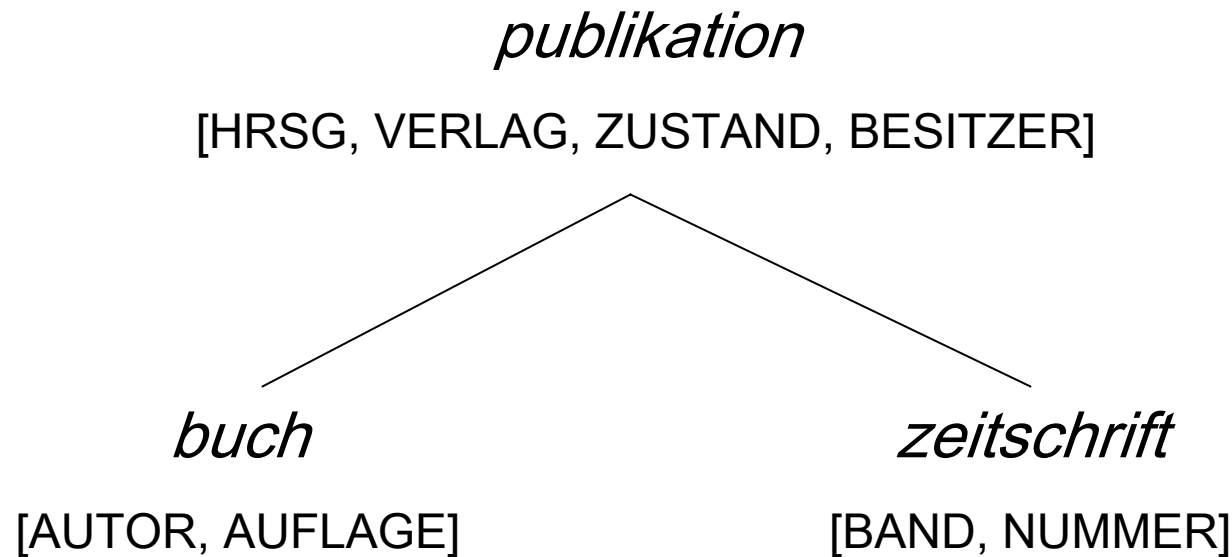 publikation
[HRSG, VERLAG, ZUSTAND, BESITZER]
buch
zeitschrift
[AUTOR, AUFLAGE]
[BAND, NUMMER]